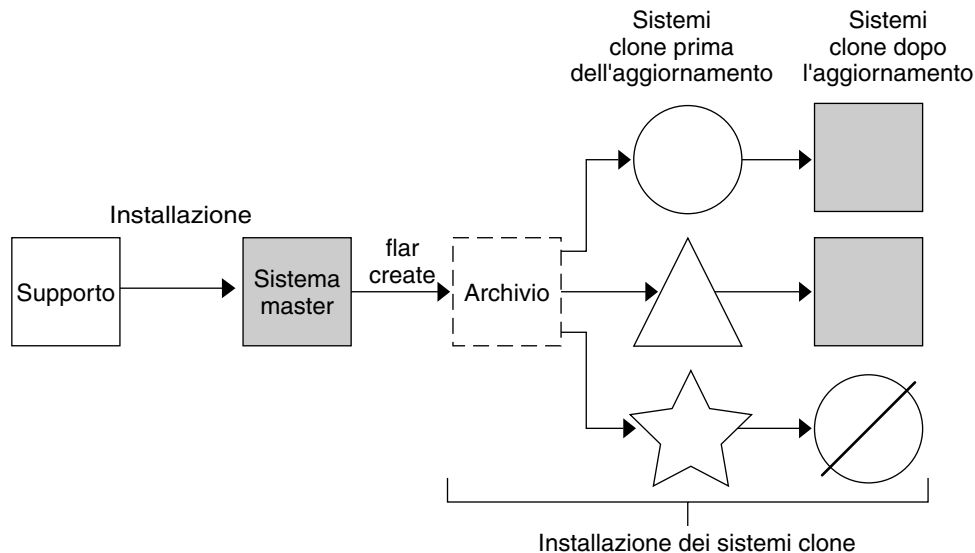 Sistemi
clone prima
dell'aggiornamento
Sistemi
clone dopo
l'aggiornamento
Installazione
Supporto
Sistema
master
flar
create
Archivio
Installazione dei sistemi clone